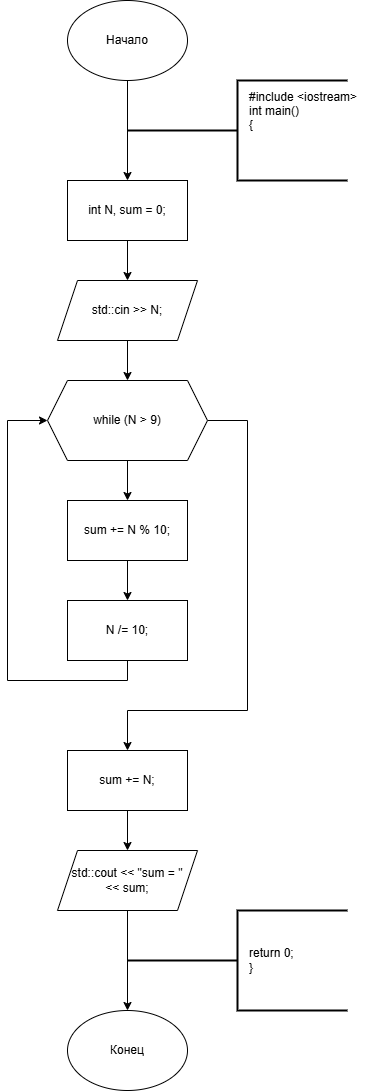 Начало
#include <iostream>
int main()
{
int N, sum = 0;
std::cin >> N;
while (N > 9)
sum += N % 10;
N /= 10;
sum += N;
std::cout << "sum = "
<< sum;
return 0;
}
Конец